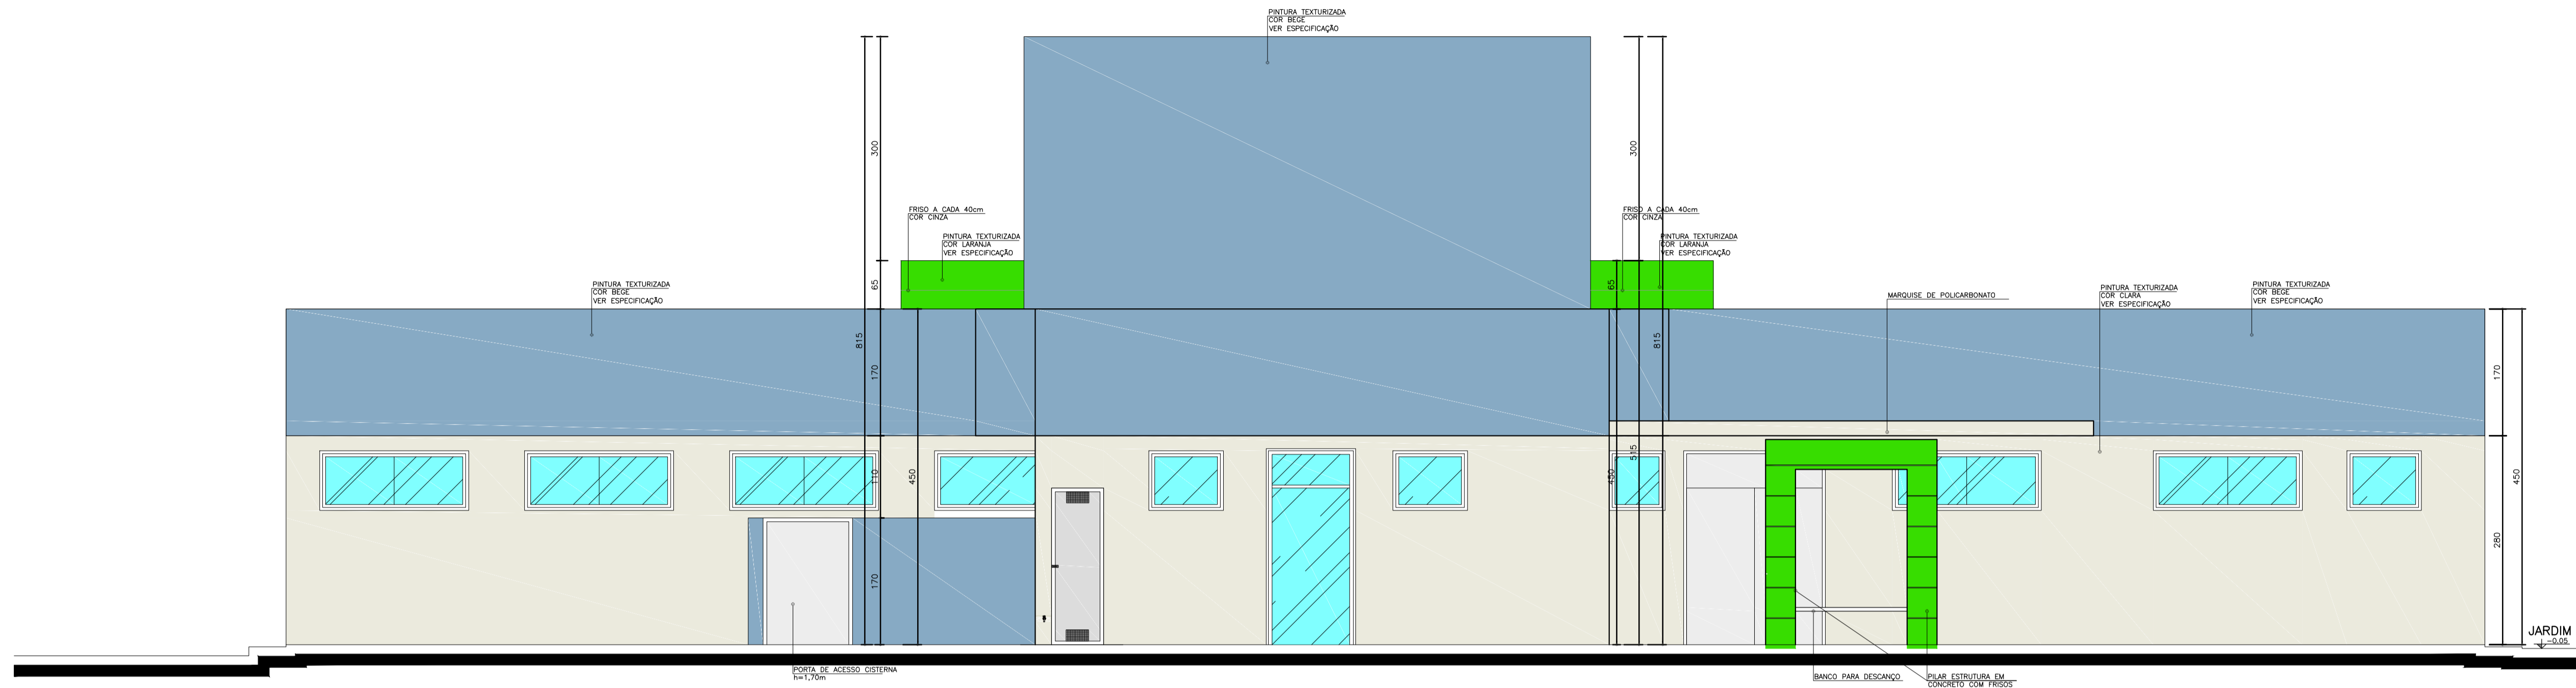 PINTURA TEXTURIZADA
COR BEGE
VER ESPECIFICAÇÃO
300
300
FRISO A CADA 40cm
COR CINZA
FRISO A CADA 40cm
COR CINZA
PINTURA TEXTURIZADA
COR LARANJA
VER ESPECIFICAÇÃO
PINTURA TEXTURIZADA
COR LARANJA
VER ESPECIFICAÇÃO
PINTURA TEXTURIZADA
COR BEGE
VER ESPECIFICAÇÃO
65
65
MARQUISE DE POLICARBONATO
PINTURA TEXTURIZADA
COR CLARA
VER ESPECIFICAÇÃO
PINTURA TEXTURIZADA
COR BEGE
VER ESPECIFICAÇÃO
815
815
170
170
110
450
450
515
450
170
280
JARDIM
-0.05
PORTA DE ACESSO CISTERNA
h=1,70m
BANCO PARA DESCANÇO
PILAR ESTRUTURA EM
CONCRETO COM FRISOS